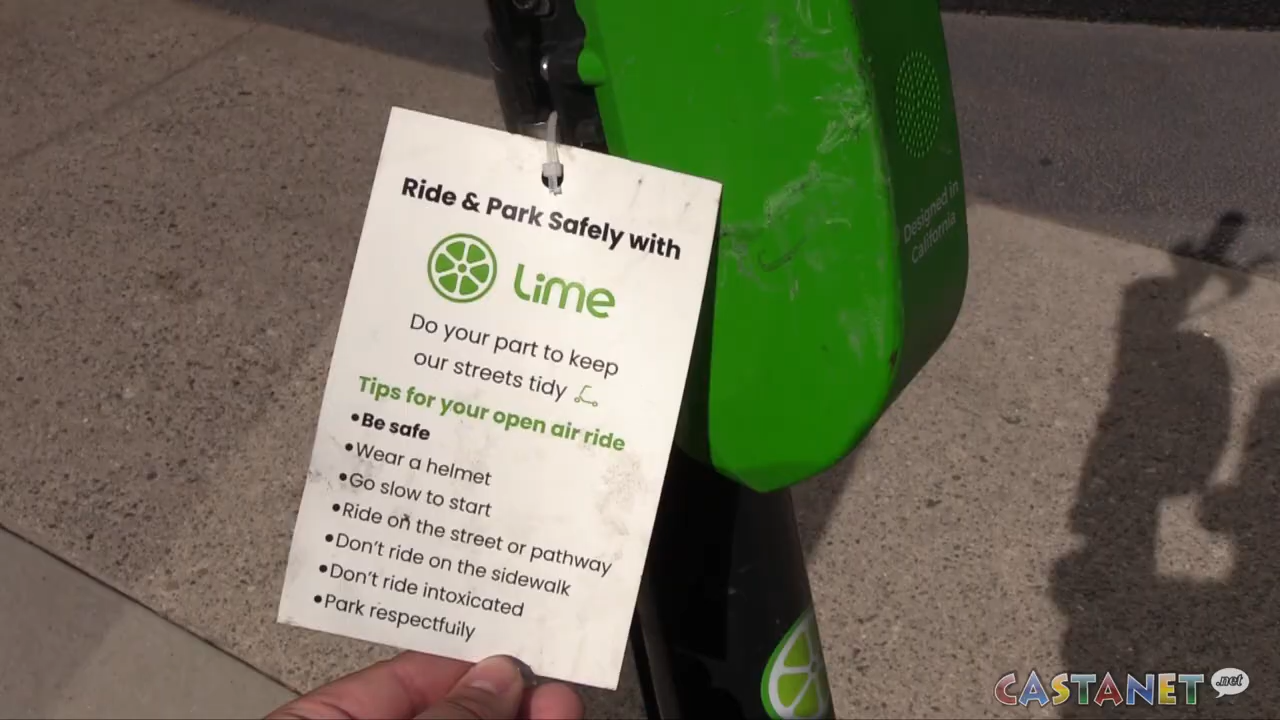 Ride & Park Safely with
Lime
Do your part to keep
our streets tidy
Tips for your open air ride
•Be safe
•Wear a helmet
•Go slow to start
•Ride on the street or pathway
•Don't ride on the sidewalk
•Don't ride intoxicated
•Park respectfully
Designed in
California
CASTANET.net